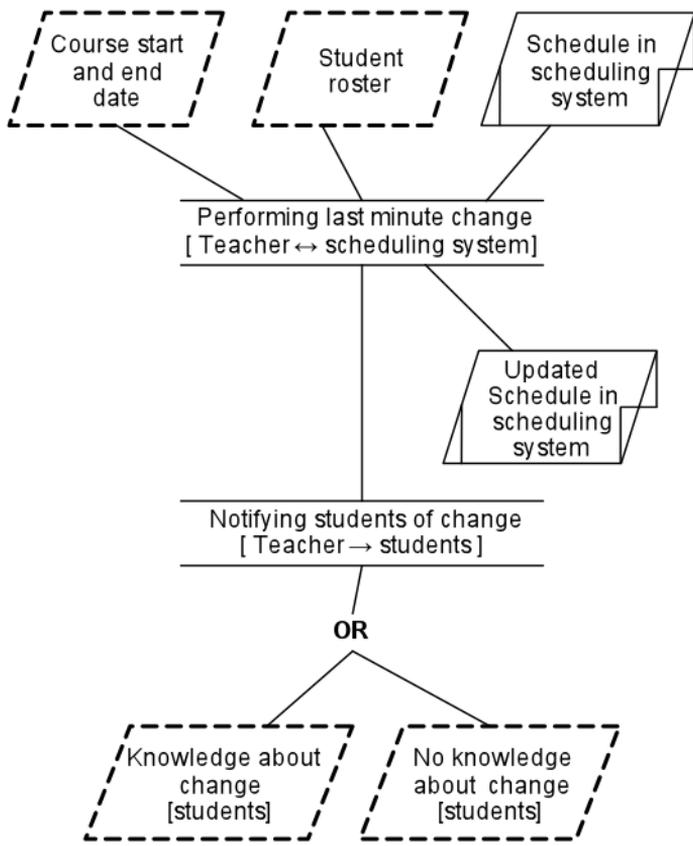 Course start
and end
date
Student
roster
Schedule in
scheduling
system
Performing last minute change
[ Teacher ↔ scheduling system]
Updated
Schedule in
scheduling
system
Notifying students of change
[ Teacher → students ]
OR
Knowledge about
change
[students]
No knowledge
about change
[students]